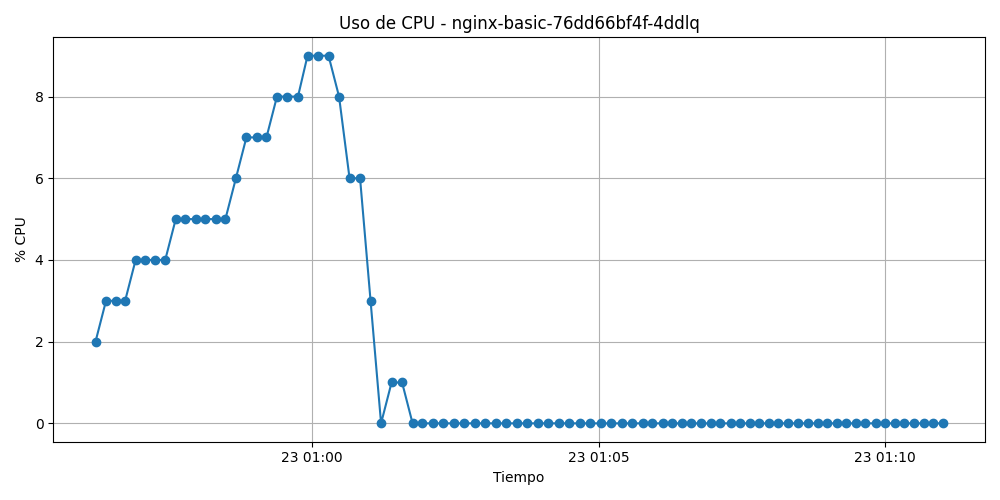 Uso de CPU - nginx-basic-76dd66bf4f-4ddlq
% CPU
8
6
4
2
0
23 01:00
23 01:05
23 01:10
Tiempo